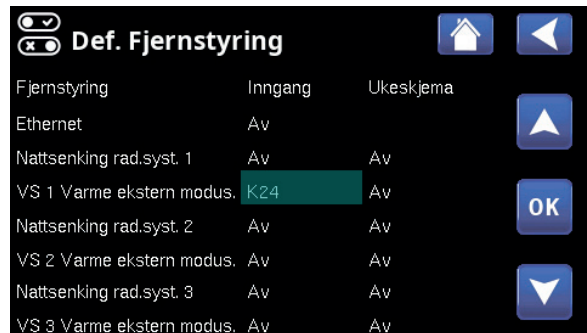 Def. Fjernstyring
Fjernstyring Inngang Ukeskjema
Ethernet Av
Nattsenking rad.syst. 1 Av Av
VS 1 Varme ekstern modus. K24 Av
OK
Nattsenking rad.syst. 2 Av Av
VS 2 Varme ekstern modus. Av Av
Nattsenking rad.syst. 3 Av Av
VS 3 Varme ekstern modus. Av Av